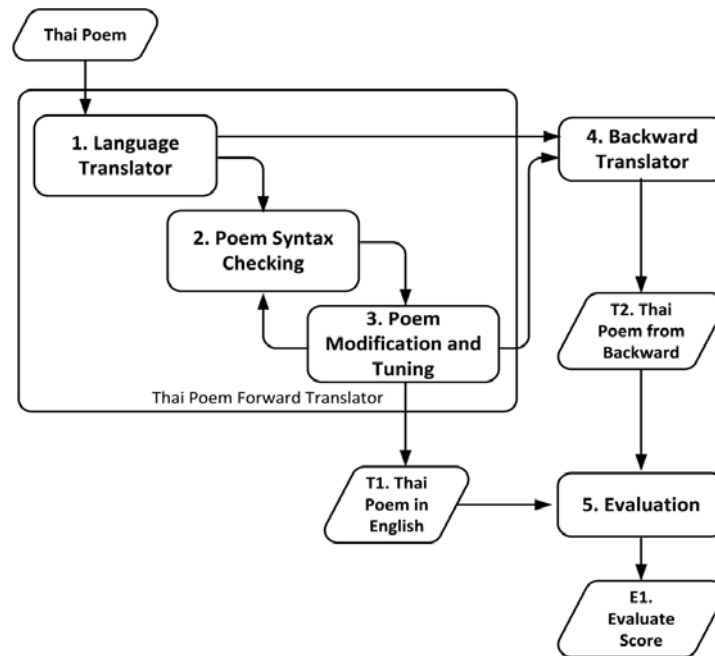 Thai Poem
1. Language
Translator
4. Backward
Translator
2. Poem Syntax
Checking
3. Poem
Modification and
Tuning
T2. Thai
Poem from
Backward
Thai Poem Forward Translator
T1. Thai
Poem in
English
5. Evaluation
E1.
Evaluate
Score